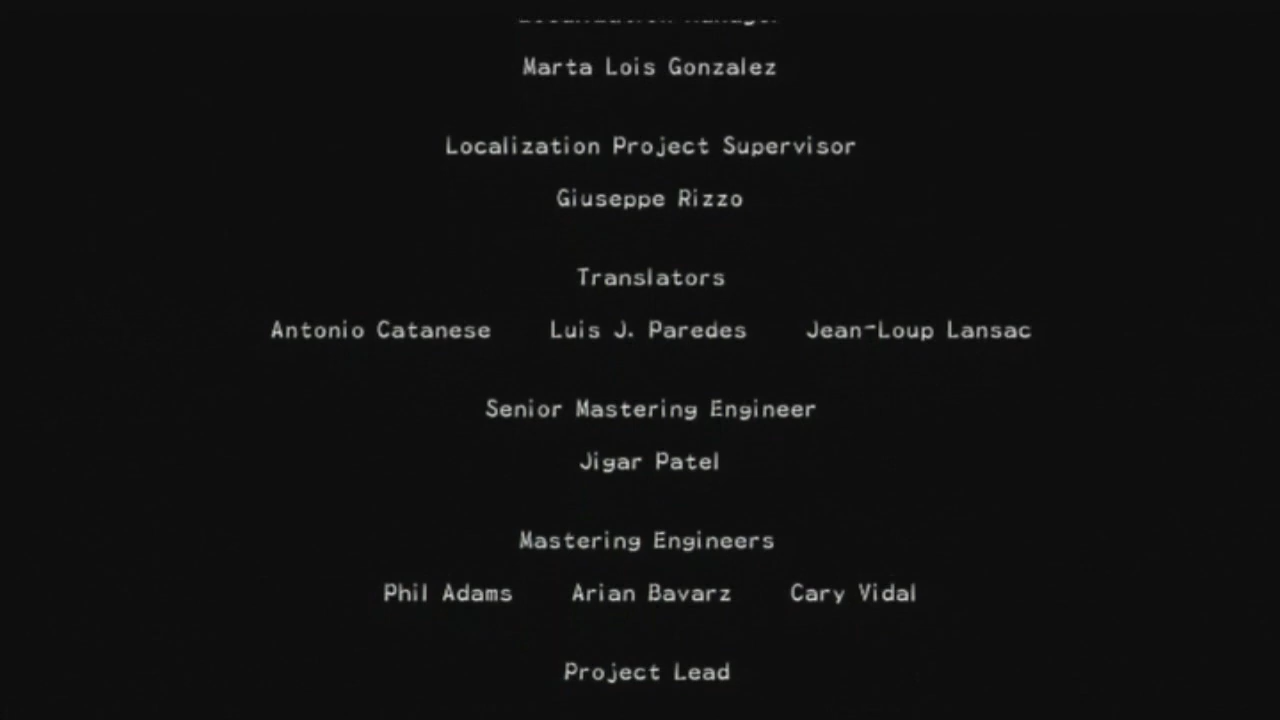 Marta Lois Gonzalez
Localization Project Supervisor
Giuseppe Rizzo
Translators
Antonio Catanese Luis J. Paredes Jean-Loup Lansac
Senior Mastering Engineer
Jigar Patel
Mastering Engineers
Phil Adams Arian Bavarz Cary Vidal
Project Lead